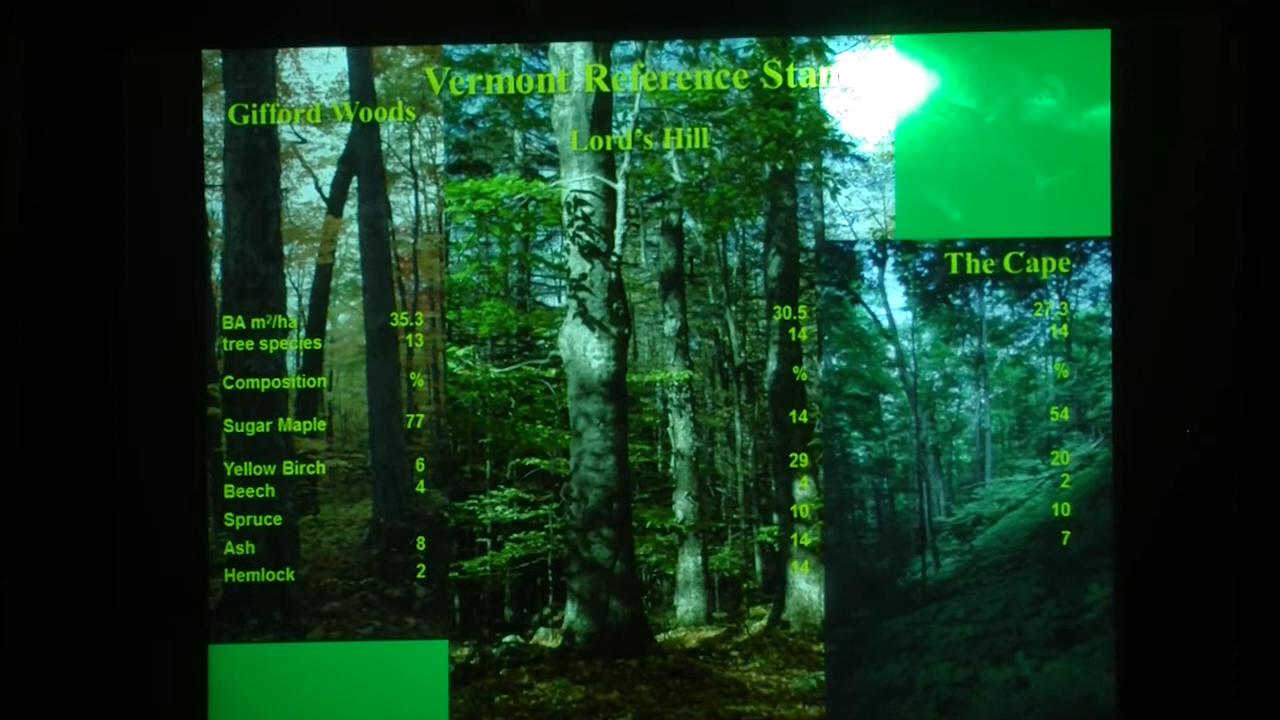 Vermont Reference Stan
Gifford Woods
Lord's Hill
The Cape
BA m²/ha 35.3 30.5 27.3
tree species 13 14 14
Composition % % %
Sugar Maple 77 14 54
Yellow Birch 6 29 20
Beech 4 4 2
Spruce 10 10
Ash 8 14 7
Hemlock 2 14